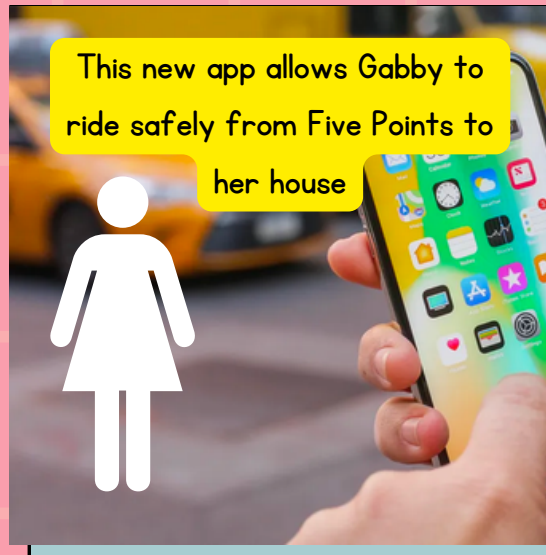 This new app allows Gabby to
ride safely from Five Points to
her house